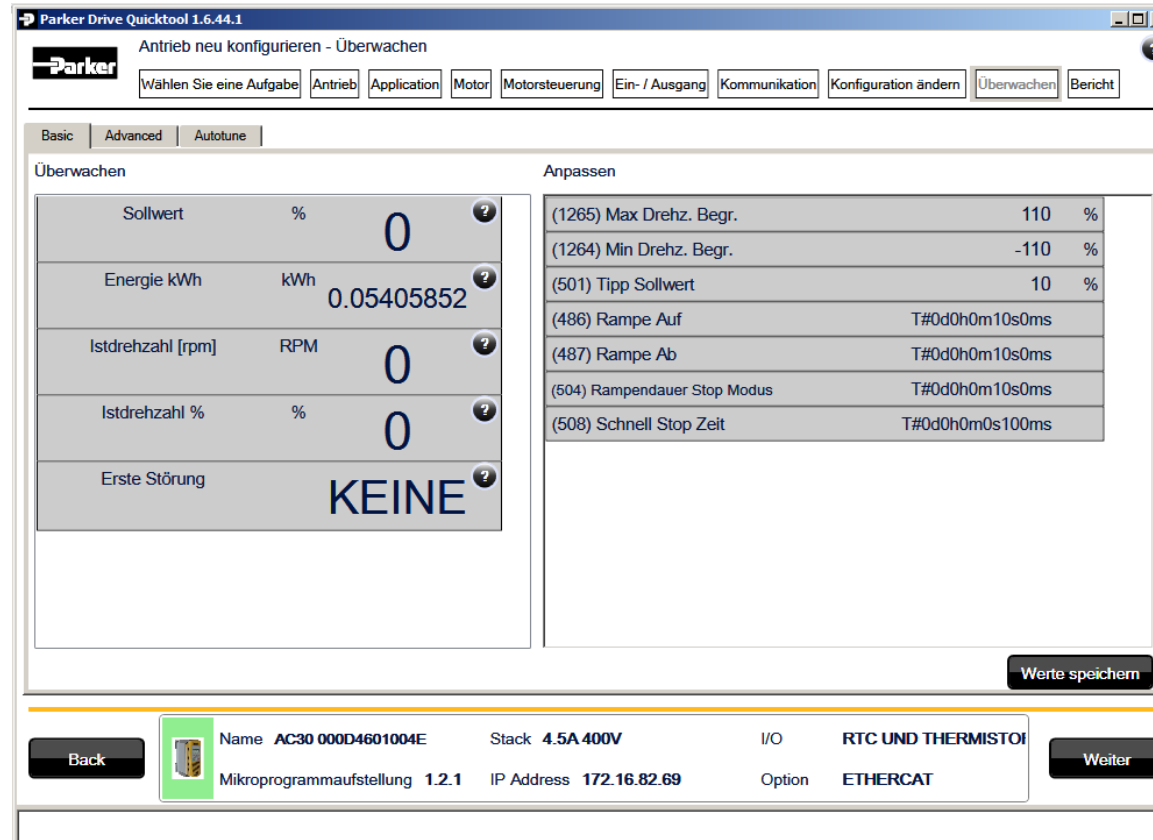 Parker Drive Quicktool 1.6.44.1
Parker
Antrieb neu konfigurieren - Überwachen
Wählen Sie eine Aufgabe Antrieb Application Motor Motorsteuerung Ein- / Ausgang Kommunikation Konfiguration ändern Überwachen Bericht
Basic Advanced Autotune
Überwachen
Sollwert % 0 ?
Energie kWh kWh 0.05405852 ?
Istdrehzahl [rpm] RPM 0 ?
Istdrehzahl % % 0 ?
Erste Störung KEINE ?
Anpassen
(1265) Max Drehz. Begr. 110 %
(1264) Min Drehz. Begr. -110 %
(501) Tipp Sollwert 10 %
(486) Rampe Auf T#0d0h0m10s0ms
(487) Rampe Ab T#0d0h0m10s0ms
(504) Rampendauer Stop Modus T#0d0h0m10s0ms
(508) Schnell Stop Zeit T#0d0h0m0s100ms
Werte speichern
Back
Name AC30 000D4601004E Stack 4.5A 400V I/O RTC UND THERMISTOR
Mikroprogrammaufstellung 1.2.1 IP Address 172.16.82.69 Option ETHERCAT
Weiter